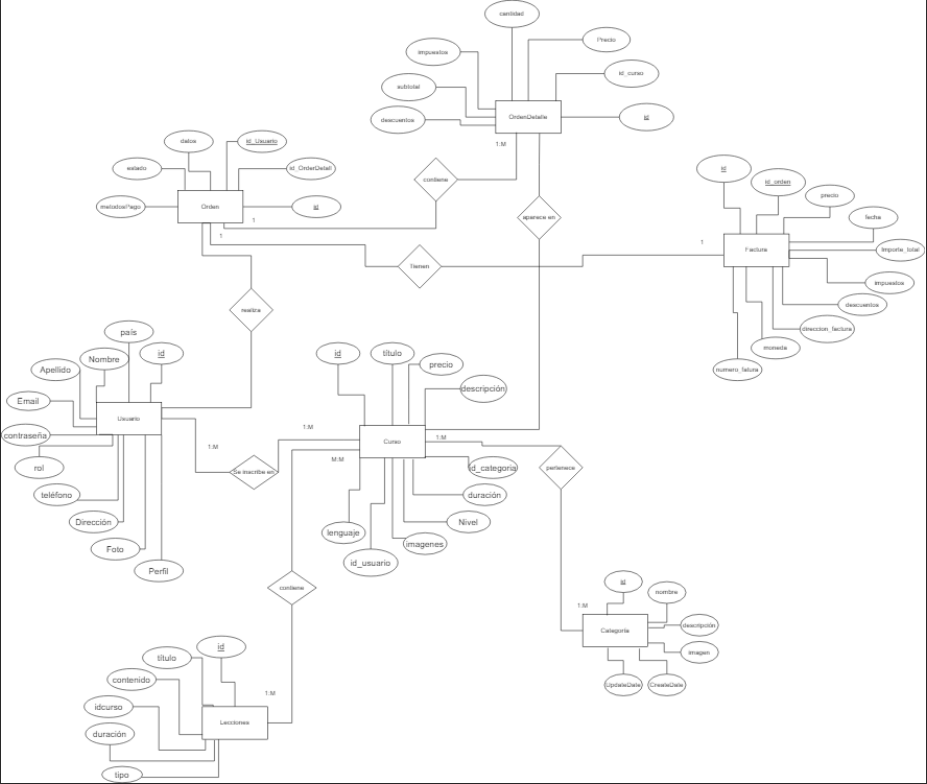 cantidad
Precio
impuestos
id_curso
subtotal
OrdenDetalle
id
descuentos
1:M
datos
id_Usuario
estado
id_OrderDetall
contiene
id
id_orden
precio
metodosPago
Orden
id
1
aparece en
fecha
1
1
Factura
Importe_total
Tienen
impuestos
descuentos
realiza
direccion_factura
moneda
numero_fatura
país
Nombre
id
Apellido
id
título
precio
descripción
Email
Usuario
contraseña
1:M
Curso
1:M
1:M
M:M
rol
Se inscribe en
id_categoria
pertenece
teléfono
duración
Dirección
lenguaje
Nivel
Foto
imagenes
Perfil
id_usuario
contiene
id
nombre
1:M
Categoría
descripción
imagen
UpdateDate
CreateDate
id
título
contenido
1:M
idcurso
Lecciones
duración
tipo